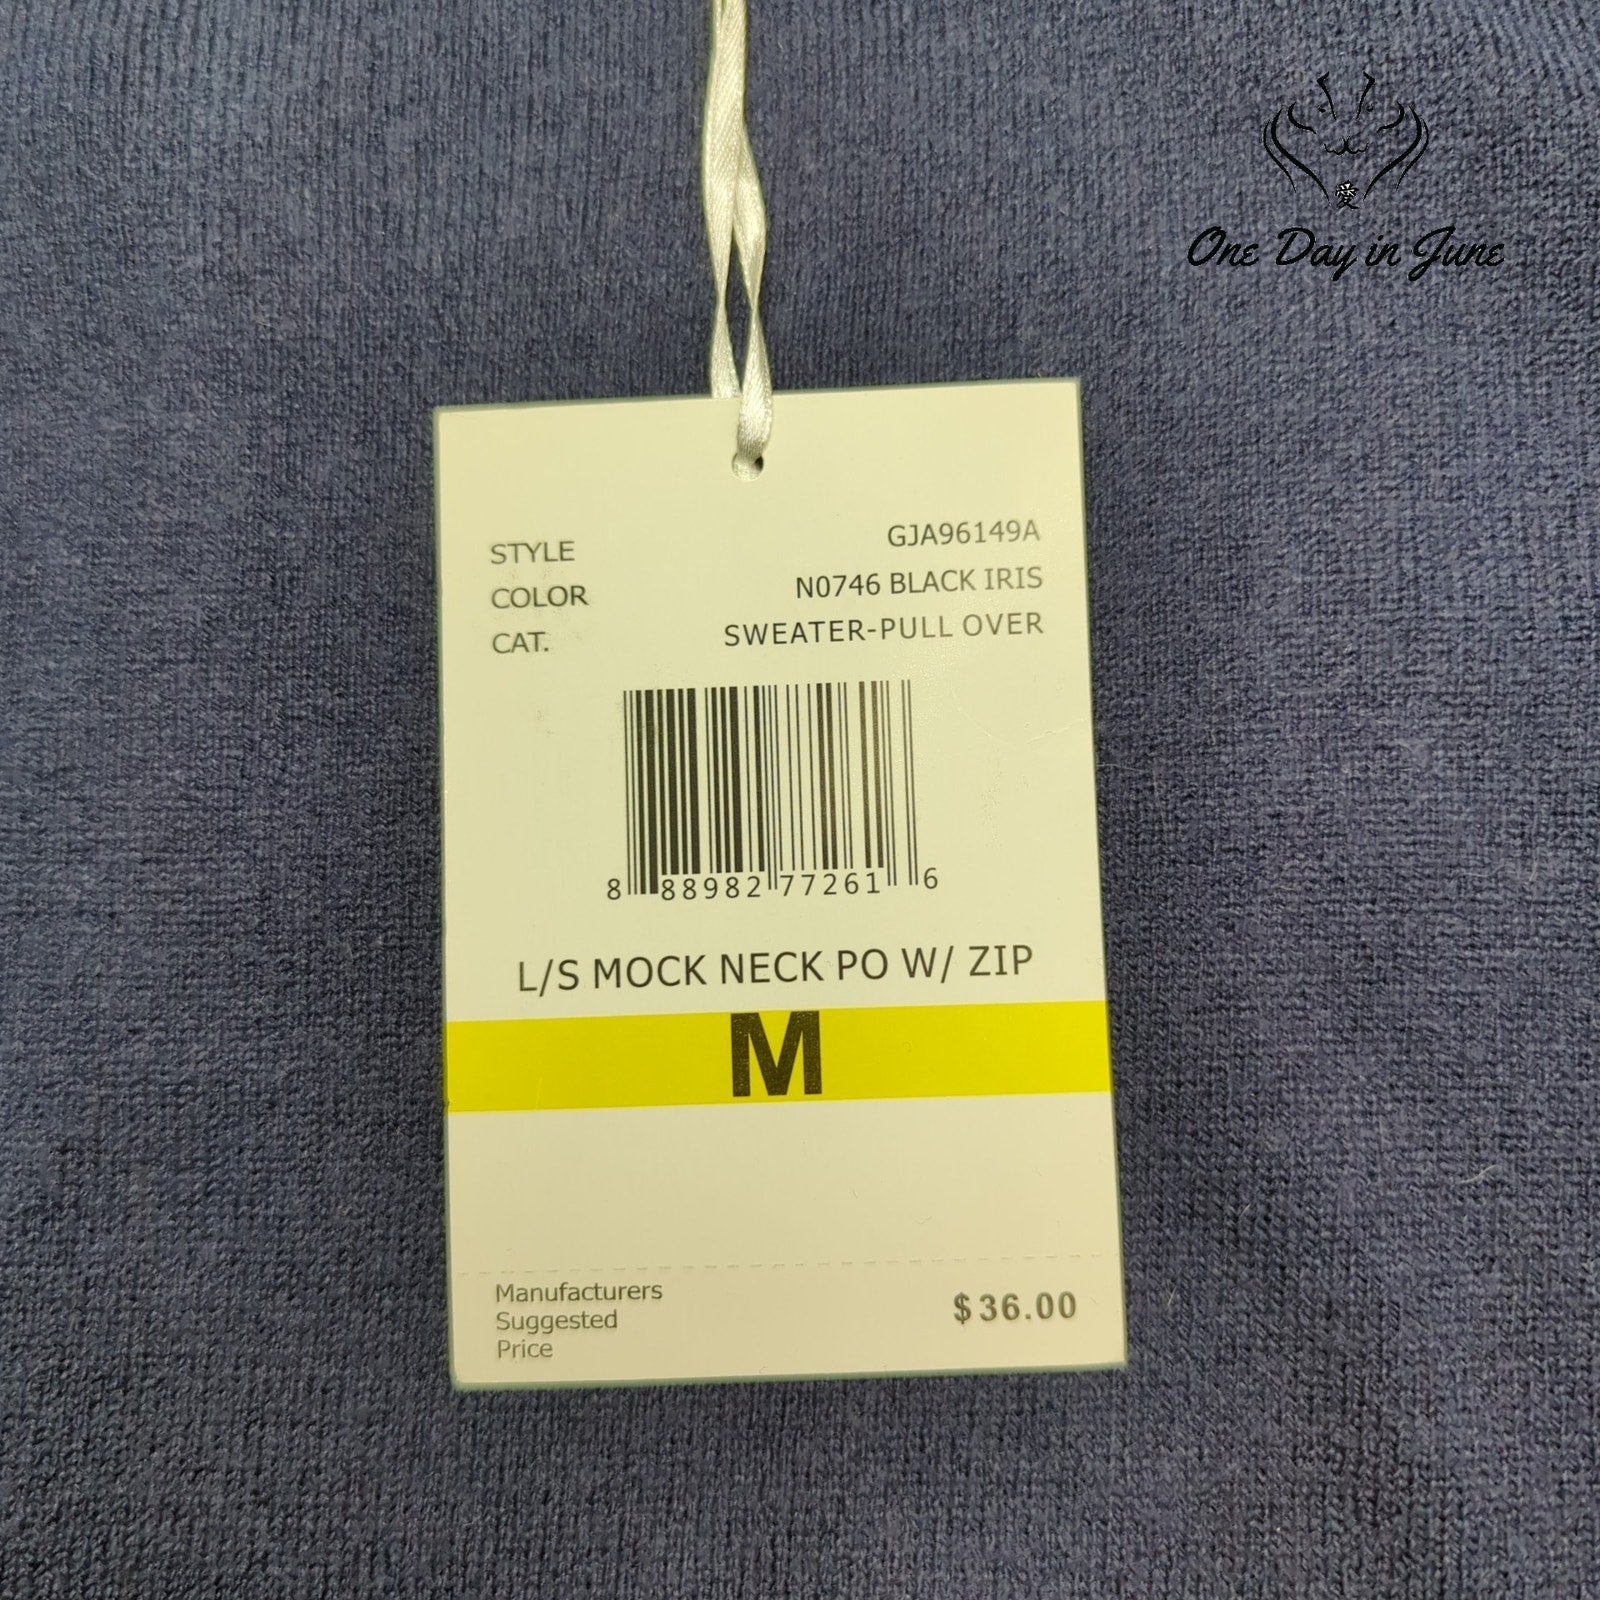 愛
One Day in June
STYLE GJA96149A
COLOR N0746 BLACK IRIS
CAT. SWEATER-PULL OVER
8 88982 77261 6
L/S MOCK NECK PO W/ ZIP
M
Manufacturers
Suggested
Price
$36.00